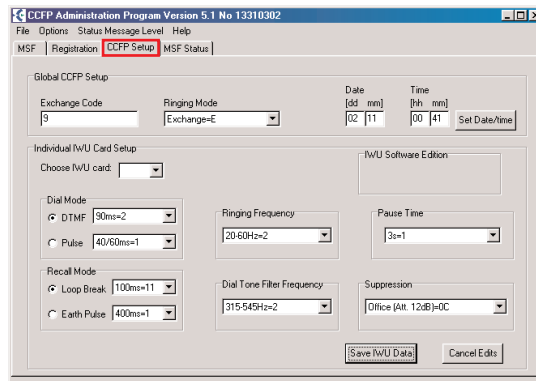 CCFP Administration Program Version 5.1 No 13310302
File Options Status Message Level Help
MSF Registration CCFP Setup MSF Status
Global CCFP Setup
Exchange Code
9
Ringing Mode
Exchange=E
Date
[dd mm]
02 11
Time
[hh mm]
00 41
Set Date/time
Individual IWU Card Setup
Choose IWU card:
IWU Software Edition
Dial Mode
DTMF 90ms=2
Pulse 40/60ms=1
Ringing Frequency
20-60Hz=2
Pause Time
3s=1
Recall Mode
Loop Break 100ms=11
Earth Pulse 400ms=1
Dial Tone Filter Frequency
315-545Hz=2
Suppression
Office (Att. 12dB)=0C
Save IWU Data Cancel Edits